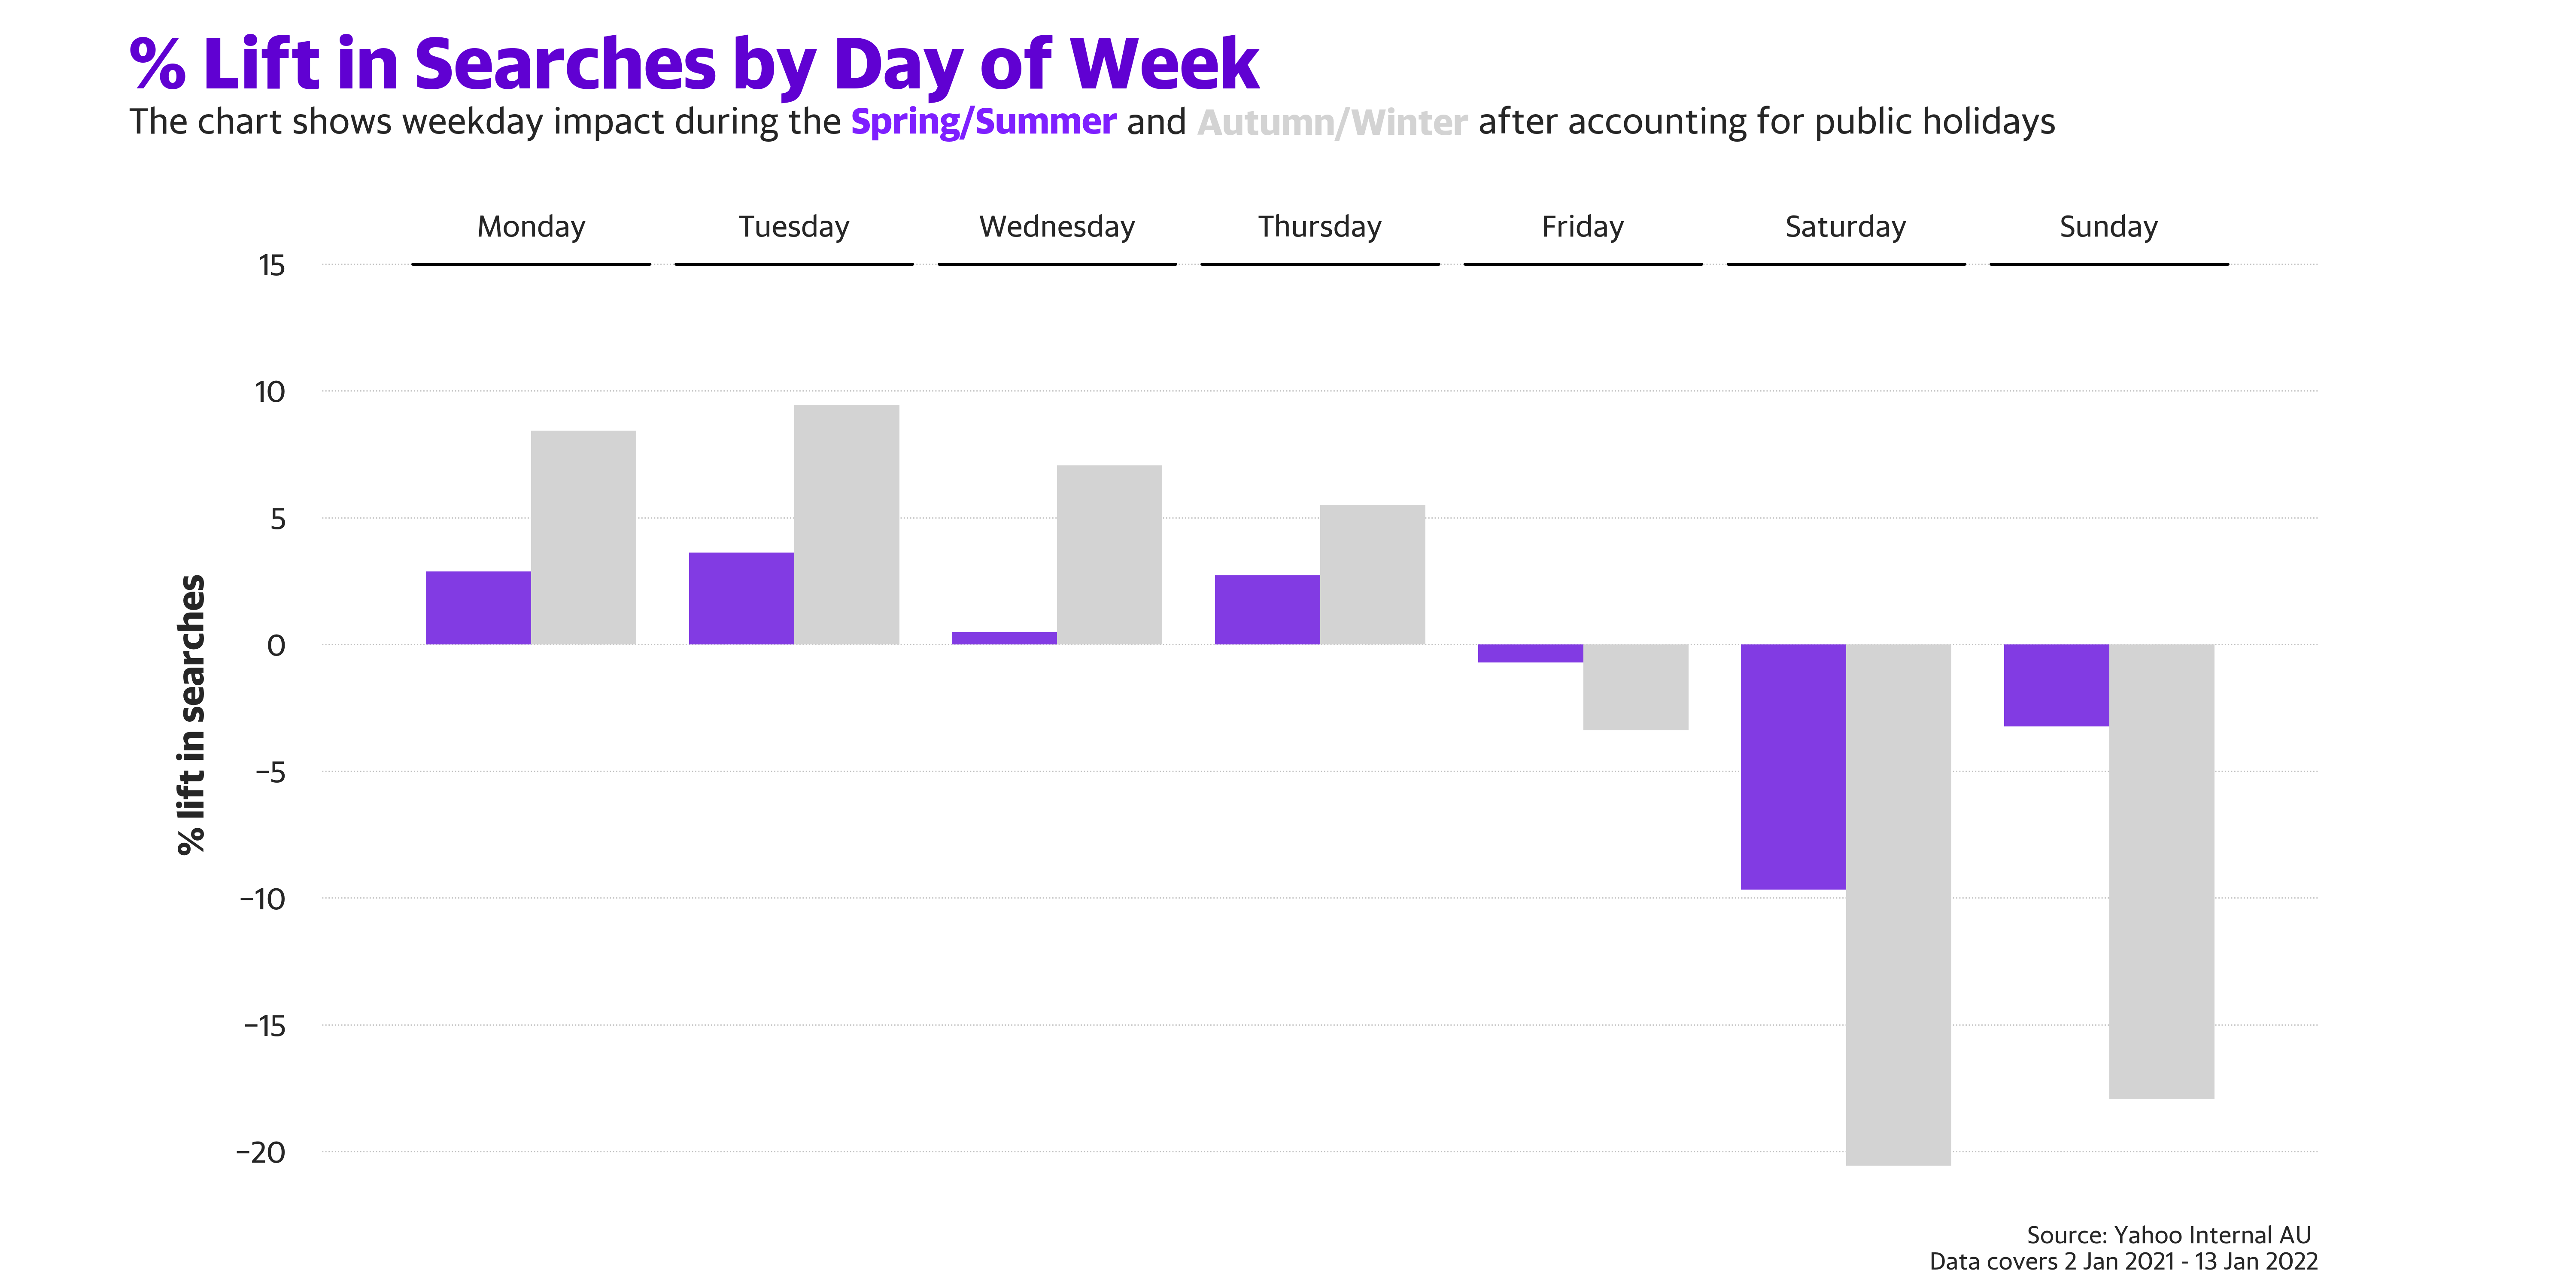 % Lift in Searches by Day of Week
The chart shows weekday impact during the Spring/Summer and Autumn/Winter after accounting for public holidays
Monday Tuesday Wednesday Thursday Friday Saturday Sunday
15
10
5
0
−5
−10
−15
−20
% lift in searches
Source: Yahoo Internal AU
Data covers 2 Jan 2021 - 13 Jan 2022